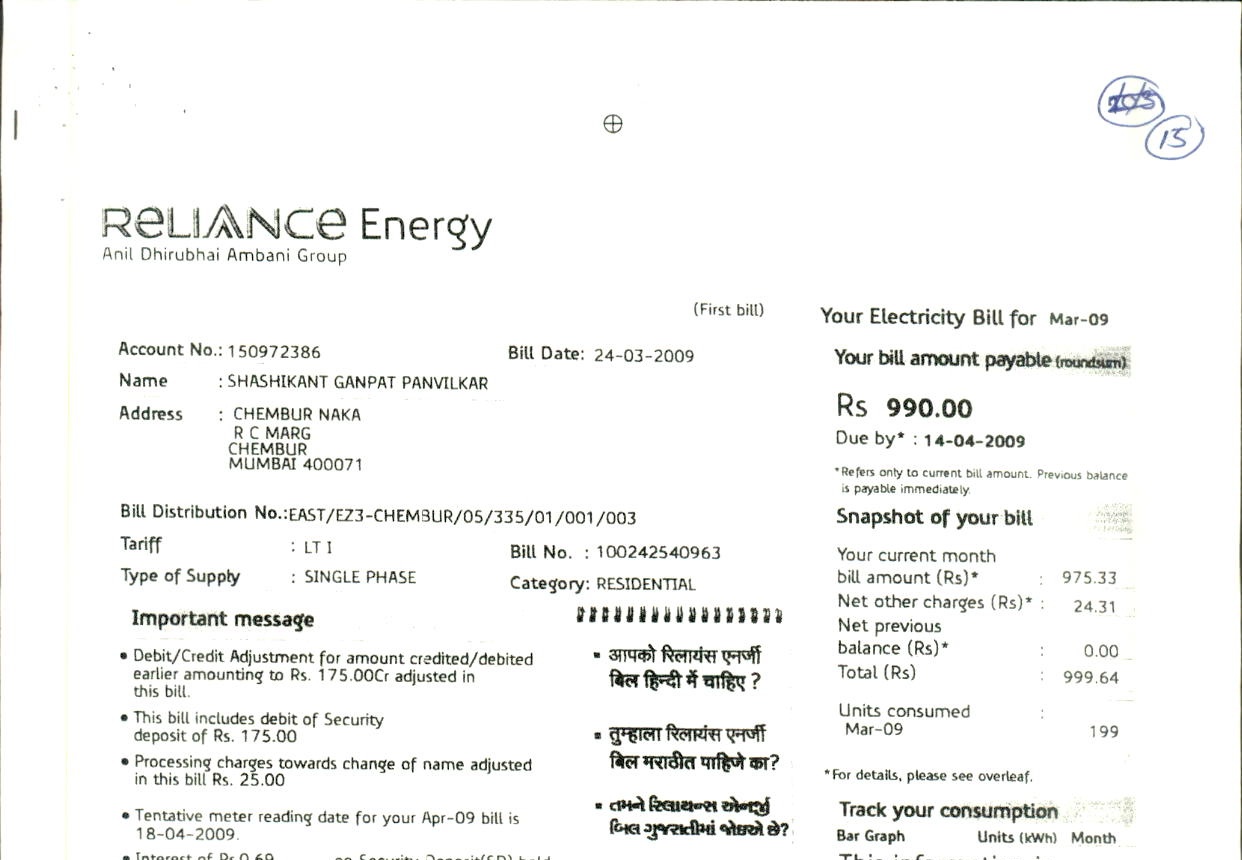 15
RELIANCE Energy
Anil Dhirubhai Ambani Group
(First bill)
Your Electricity Bill for Mar-09
Account No.: 150972386 Bill Date: 24-03-2009
Your bill amount payable (roundsum)
Name : SHASHIKANT GANPAT PANVILKAR
Rs 990.00
Address : CHEMBUR NAKA
R C MARG
CHEMBUR
MUMBAI 400071
Due by* : 14-04-2009
*Refers only to current bill amount. Previous balance
is payable immediately.
Bill Distribution No.:EAST/EZ3-CHEMBUR/05/335/01/001/003
Snapshot of your bill
Tariff : LT I Bill No. : 100242540963
Type of Supply : SINGLE PHASE Category: RESIDENTIAL
Your current month
bill amount (Rs)* : 975.33
Net other charges (Rs)* : 24.31
Net previous
balance (Rs)* : 0.00
Total (Rs) : 999.64
Units consumed :
Mar-09 199
*For details, please see overleaf.
Track your consumption
Bar Graph Units (kWh) Month
Important message
• Debit/Credit Adjustment for amount credited/debited
earlier amounting to Rs. 175.00Cr adjusted in
this bill.
• This bill includes debit of Security
deposit of Rs. 175.00
• Processing charges towards change of name adjusted
in this bill Rs. 25.00
• Tentative meter reading date for your Apr-09 bill is
18-04-2009.
• Interest of Rs.0.69 on Security Deposit(SD) held
▪ आपको रिलायंस एनर्जी
बिल हिन्दी में चाहिए ?
▪ तुम्हाला रिलायंस एनर्जी
बिल मराठीत पाहिजे का?
▪ તમને રિલાયન્સ એનર્જી
બિલ ગુજરાતીમાં જોઇએ છે?